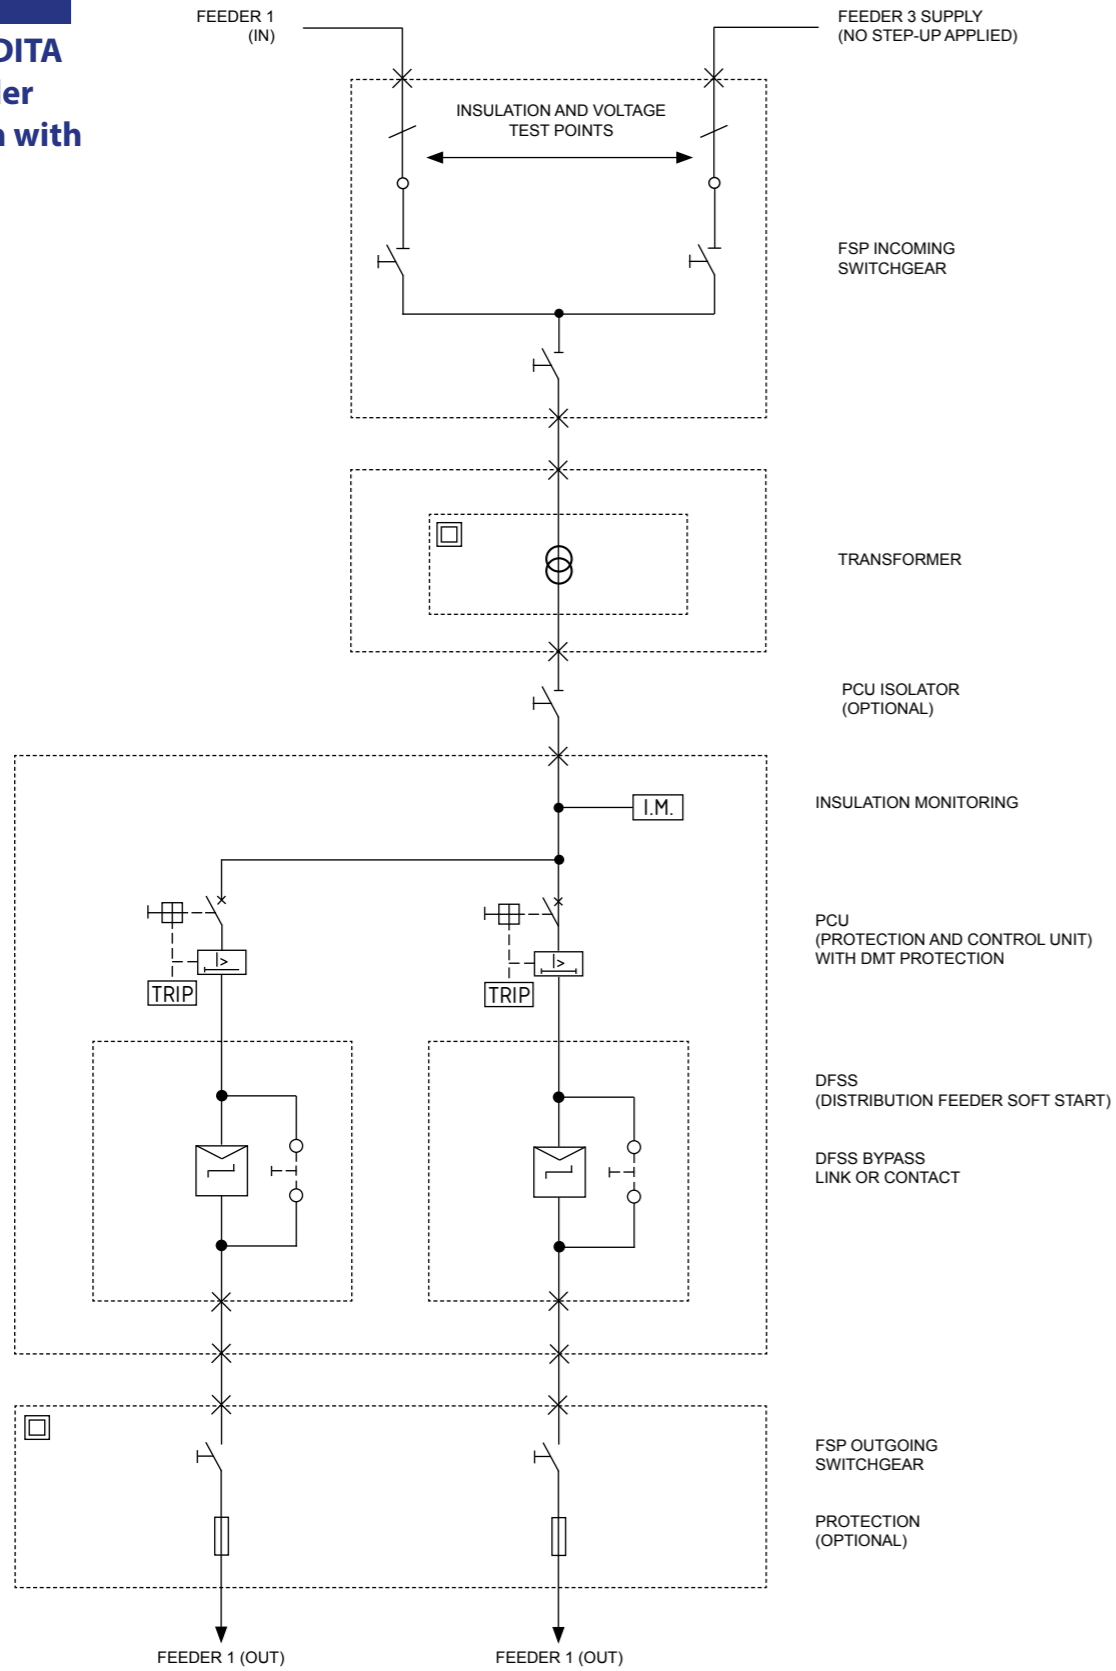 DITA
with
FEEDER 1
(IN)
FEEDER 3 SUPPLY
(NO STEP-UP APPLIED)
INSULATION AND VOLTAGE
TEST POINTS
FSP INCOMING
SWITCHGEAR
TRANSFORMER
PCU ISOLATOR
(OPTIONAL)
INSULATION MONITORING
I.M.
PCU
(PROTECTION AND CONTROL UNIT)
WITH DMT PROTECTION
I>
I>
TRIP
TRIP
DFSS
(DISTRIBUTION FEEDER SOFT START)
DFSS BYPASS
LINK OR CONTACT
FSP OUTGOING
SWITCHGEAR
PROTECTION
(OPTIONAL)
FEEDER 1 (OUT)
FEEDER 1 (OUT)